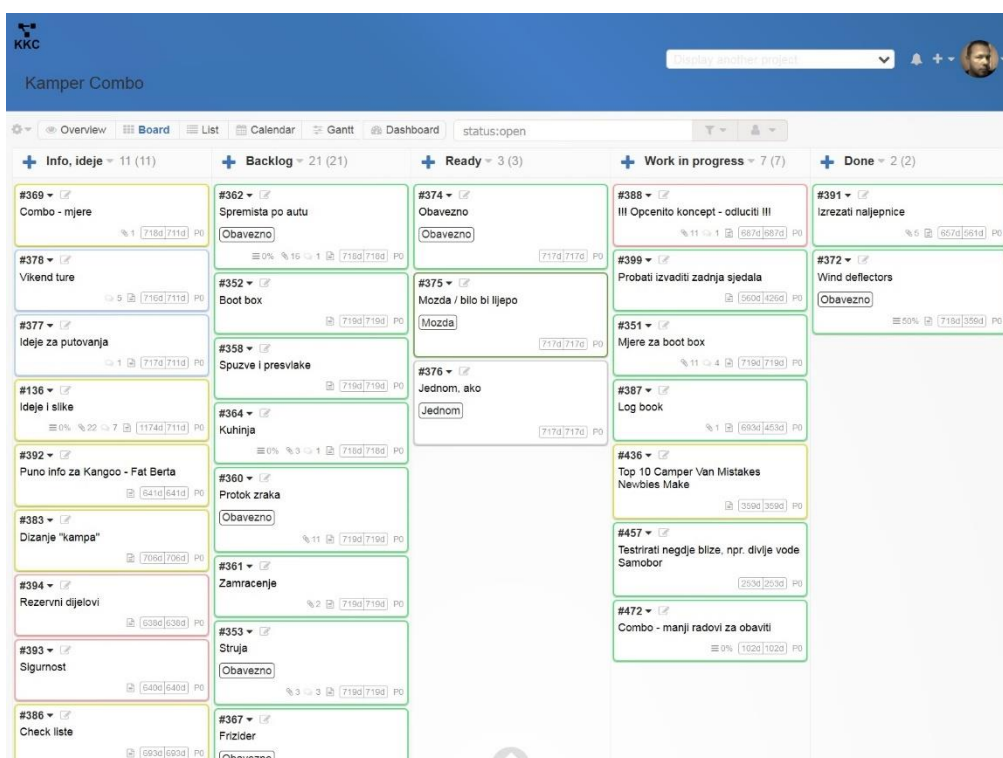 KKC
Kamper Combo
Display another project
Overview Board List Calendar Gantt Dashboard status:open
Info, ideje 11 (11)
#369
Combo - mjere
1 718d 711d P0
#378
Vikend ture
5 716d 711d P0
#377
Ideje za putovanja
1 717d 711d P0
#136
Ideje i slike
0% 22 7 1174d 711d P0
#392
Puno info za Kangoo - Fat Berta
641d 641d P0
#383
Dizanje "kampa"
706d 706d P0
#394
Rezervni dijelovi
638d 638d P0
#393
Sigurnost
640d 640d P0
#386
Check liste
693d 693d P0
Backlog 21 (21)
#362
Spremista po autu
Obavezno
0% 16 1 718d 718d P0
#352
Boot box
719d 719d P0
#358
Spuzve i presvlake
719d 719d P0
#364
Kuhinja
0% 3 1 718d 718d P0
#360
Protok zraka
Obavezno
11 719d 719d P0
#361
Zamracenje
2 719d 719d P0
#353
Struja
Obavezno
3 3 719d 719d P0
#367
Frizider
Obavezno
Ready 3 (3)
#374
Obavezno
Obavezno
717d 717d P0
#375
Mozda / bilo bi lijepo
Mozda
717d 717d P0
#376
Jednom, ako
Jednom
717d 717d P0
Work in progress 7 (7)
#388
!!! Opcenito koncept - odluciti !!!
11 1 687d 687d P0
#399
Probati izvaditi zadnja sjedala
560d 426d P0
#351
Mjere za boot box
11 4 719d 719d P0
#387
Log book
1 693d 453d P0
#436
Top 10 Camper Van Mistakes
Newbies Make
359d 359d P0
#457
Testrirati negdje blize, npr. divlje vode
Samobor
253d 253d P0
#472
Combo - manji radovi za obaviti
0% 102d 102d P0
Done 2 (2)
#391
Izrezati naljepnice
5 657d 561d P0
#372
Wind deflectors
Obavezno
50% 718d 359d P0